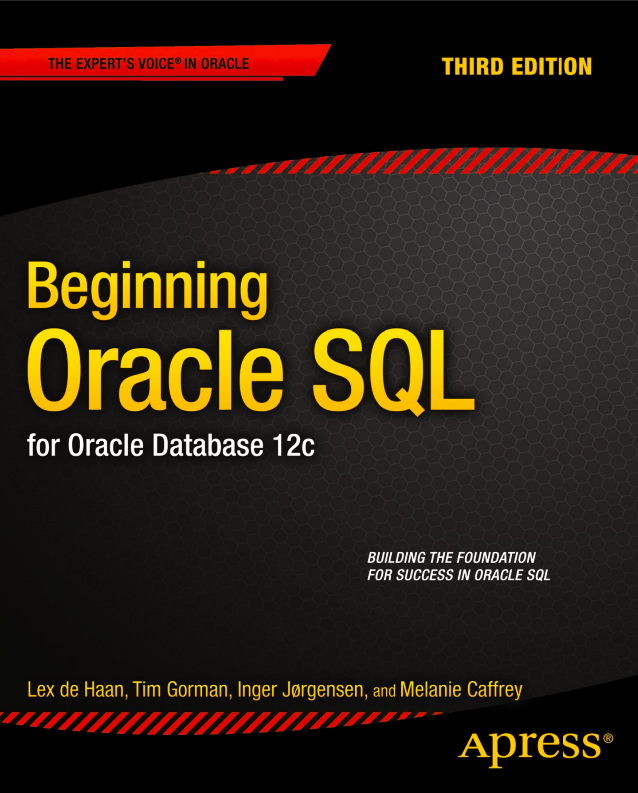 THE EXPERT'S VOICE® IN ORACLE
THIRD EDITION
Beginning
Oracle SQL
for Oracle Database 12c
BUILDING THE FOUNDATION
FOR SUCCESS IN ORACLE SQL
Lex de Haan, Tim Gorman, Inger Jørgensen, and Melanie Caffrey
Apress®